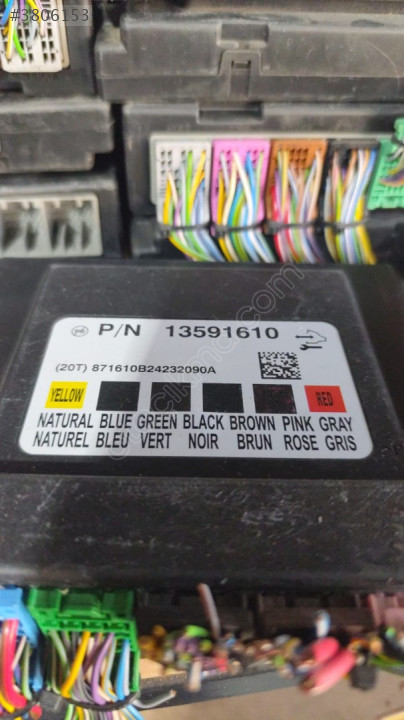 #3806153
P/N 13591610
(20T) 871610B24232090A
YELLOW RED
NATURAL BLUE GREEN BLACK BROWN PINK GRAY
NATUREL BLEU VERT NOIR BRUN ROSE GRIS